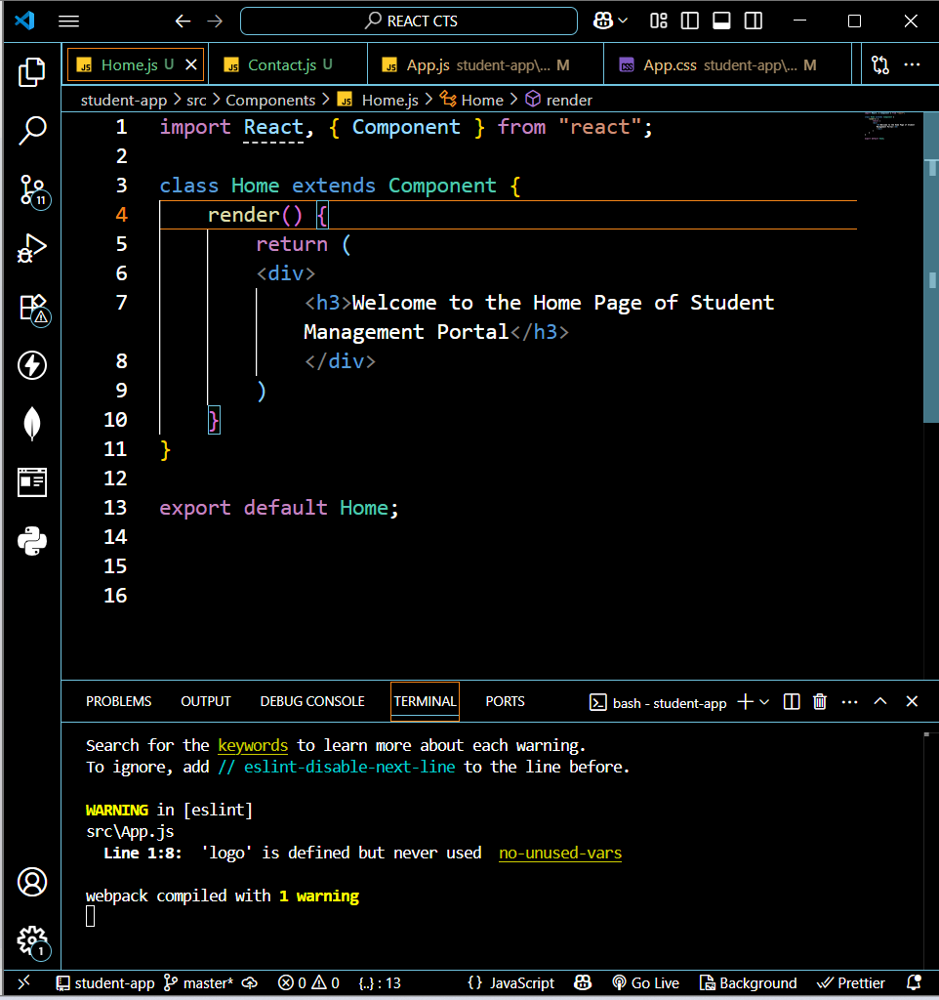 REACT CTS
JS Home.js U JS Contact.js U JS App.js student-app\... M CSS App.css student-app\... M
student-app > src > Components > JS Home.js > Home > render
1 import React, { Component } from "react";
2
3 class Home extends Component {
4 render() {
5 return (
6 <div>
7 <h3>Welcome to the Home Page of Student
Management Portal</h3>
8 </div>
9 )
10 }
11 }
12
13 export default Home;
14
15
16
11
PROBLEMS OUTPUT DEBUG CONSOLE TERMINAL PORTS bash - student-app
Search for the keywords to learn more about each warning.
To ignore, add // eslint-disable-next-line to the line before.
WARNING in [eslint]
src\App.js
Line 1:8: 'logo' is defined but never used no-unused-vars
webpack compiled with 1 warning
1
student-app master* 0 0 {..} : 13 {} JavaScript Go Live Background Prettier